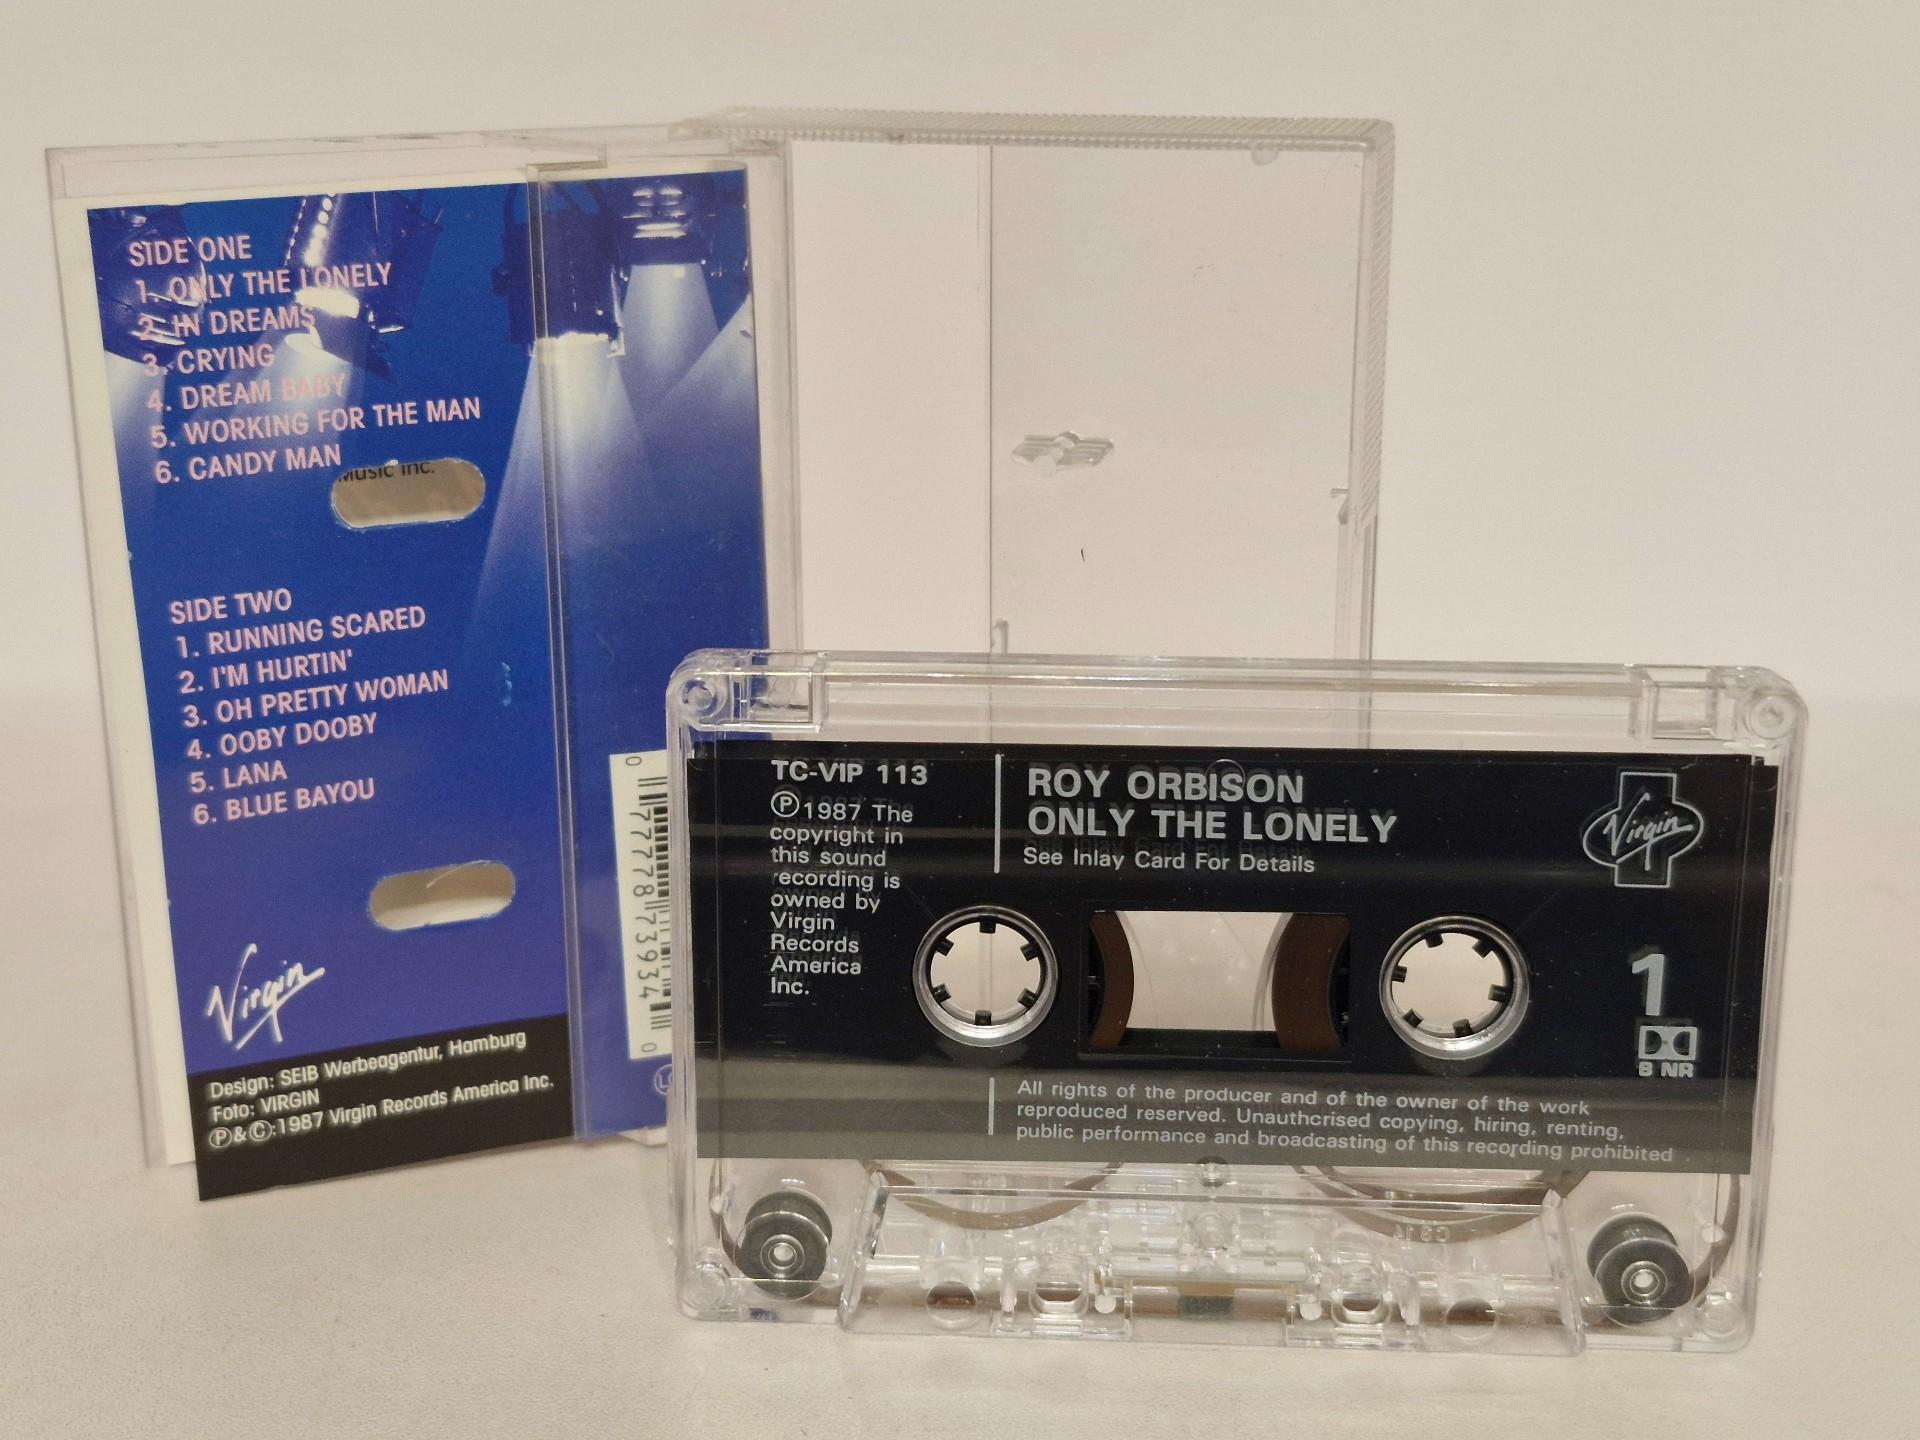 SIDE ONE
1. ONLY THE LONELY
2. IN DREAMS
3. CRYING
4. DREAM BABY
5. WORKING FOR THE MAN
6. CANDY MAN
Music Inc.
SIDE TWO
1. RUNNING SCARED
2. I'M HURTIN'
3. OH PRETTY WOMAN
4. OOBY DOOBY
5. LANA
6. BLUE BAYOU
Virgin
Design: SEIB Werbeagentur, Hamburg
Foto: VIRGIN
Ⓟ&Ⓒ:1987 Virgin Records America Inc.
0 77778 73934 0
TC-VIP 113
Ⓟ1987 The
copyright in
this sound
recording is
owned by
Virgin
Records
America
Inc.
ROY ORBISON
ONLY THE LONELY
See Inlay Card For Details
Virgin
1
B NR
All rights of the producer and of the owner of the work
reproduced reserved. Unauthcrised copying, hiring, renting,
public performance and broadcasting of this recording prohibited .